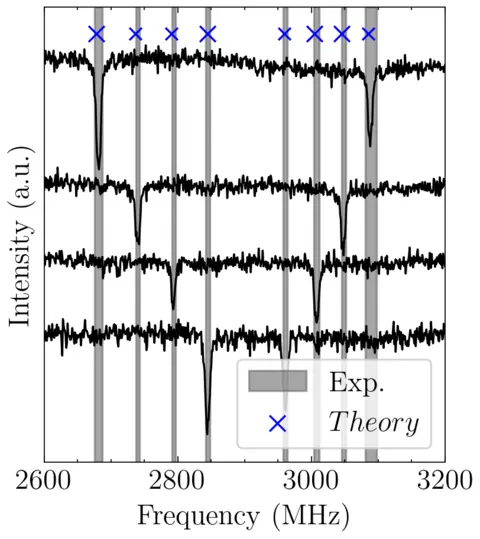 Intensity (a.u.)
Exp.
Theory
2600 2800 3000 3200
Frequency (MHz)